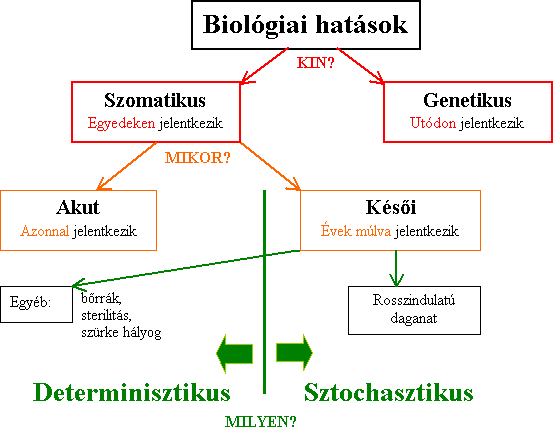 Biológiai hatások
KIN?
Szomatikus
Egyedeken jelentkezik
Genetikus
Utódon jelentkezik
MIKOR?
Akut
Azonnal jelentkezik
Késői
Évek múlva jelentkezik
Egyéb:
bőrrák,
sterilitás,
szürke hályog
Rosszindulatú
daganat
Determinisztikus
Sztochasztikus
MILYEN?